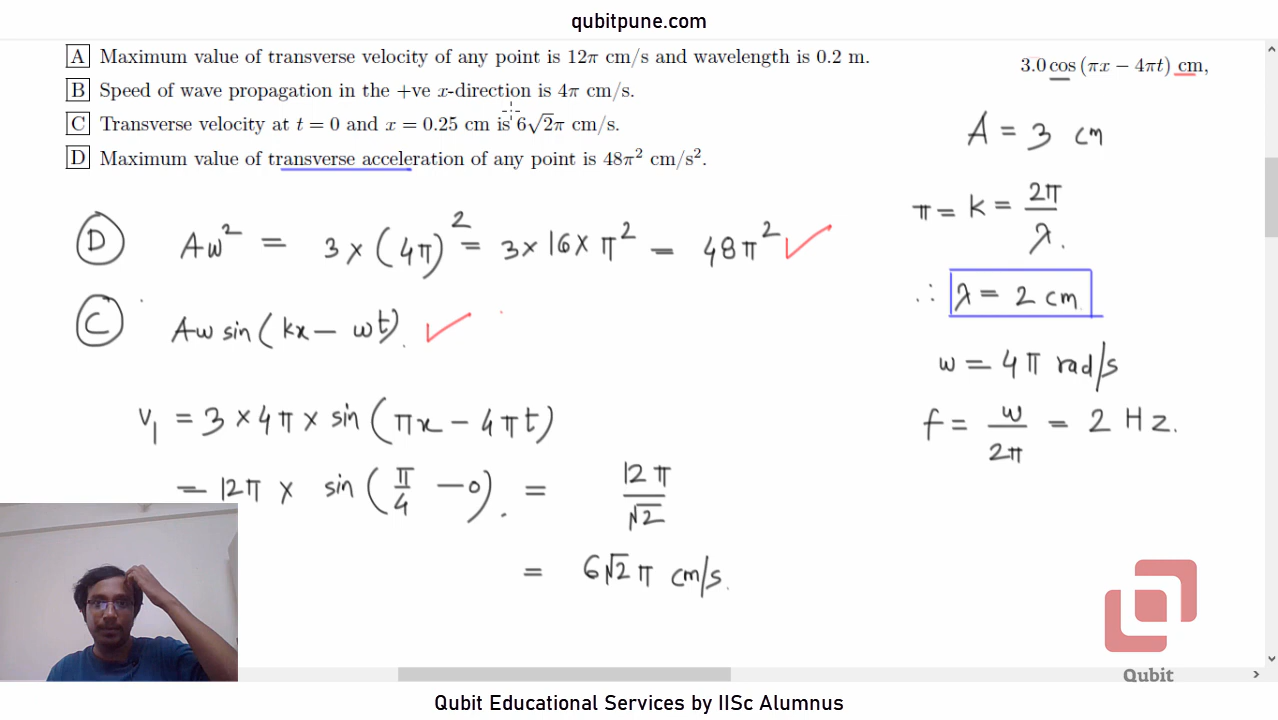 qubitpune.com
A Maximum value of transverse velocity of any point is 12π cm/s and wavelength is 0.2 m.
B Speed of wave propagation in the +ve x-direction is 4π cm/s.
C Transverse velocity at t = 0 and x = 0.25 cm is 6√2π cm/s.
D Maximum value of transverse acceleration of any point is 48π² cm/s².
3.0 cos (πx − 4πt) cm,
A = 3 cm
π = k = 2π/λ.
∴ λ = 2 cm
ω = 4π rad/s
f = ω/2π = 2 Hz.
D Aω² = 3 × (4π)² = 3 × 16 × π² = 48π² ✓
C Aω sin (kx − ωt). ✓
v₁ = 3 × 4π × sin (πx − 4πt)
= 12π × sin (π/4 − 0). = 12π/√2
= 6√2 π cm/s.
Qubit
Qubit Educational Services by IISc Alumnus